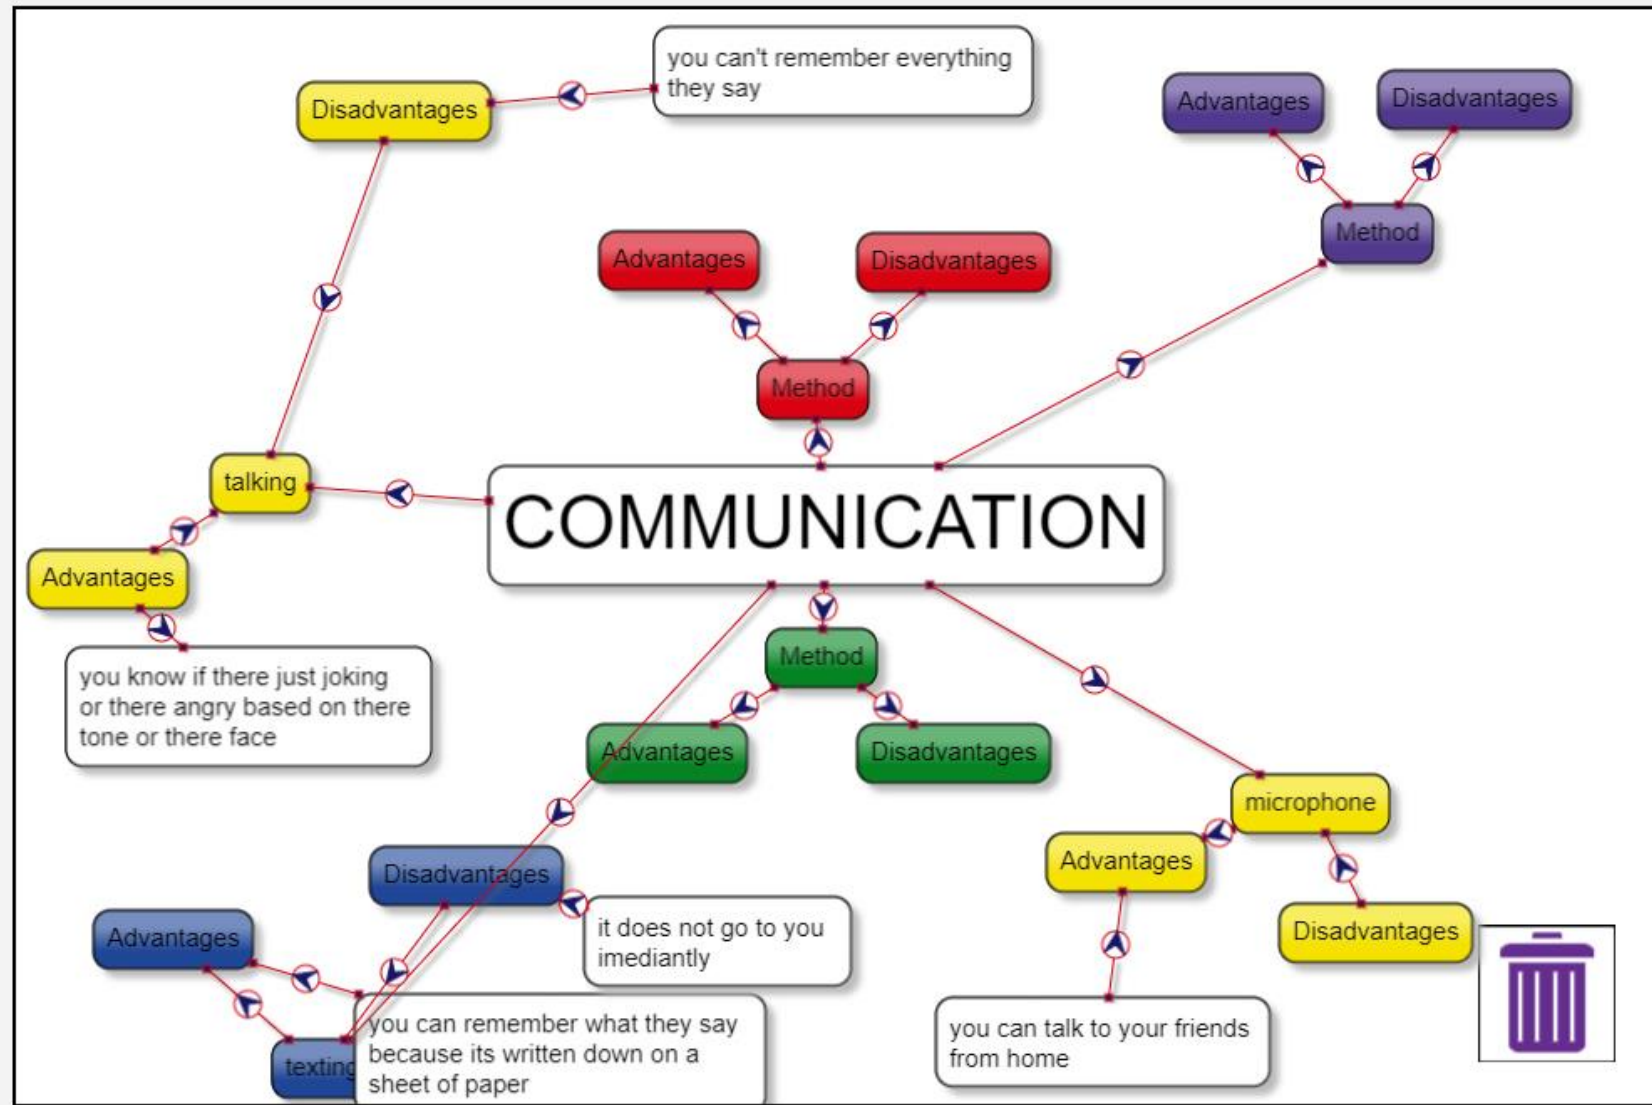 you can't remember everything
they say
Disadvantages
Advantages
Disadvantages
Method
Advantages
Disadvantages
Method
talking
COMMUNICATION
Advantages
you know if there just joking
or there angry based on there
tone or there face
Method
Advantages
Disadvantages
microphone
Advantages
Disadvantages
Disadvantages
it does not go to you
imediantly
Advantages
texting
you can remember what they say
because its written down on a
sheet of paper
you can talk to your friends
from home